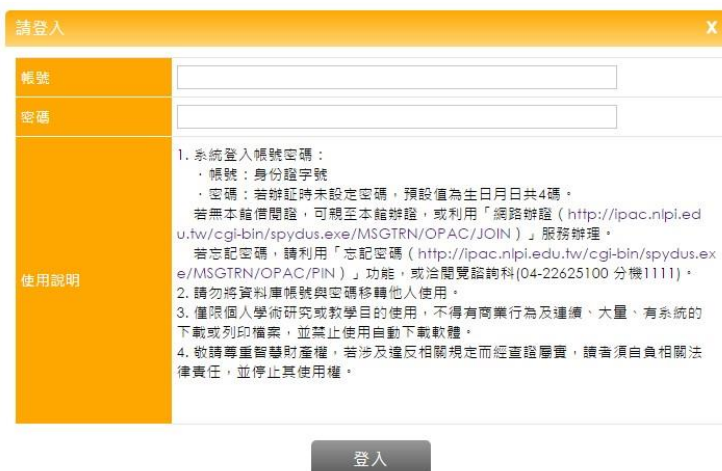 請登入
X
帳號
密碼
使用說明
1. 系統登入帳號密碼：
・帳號：身份證字號
・密碼：若辦証時未設定密碼，預設值為生日月日共4碼。
若無本館借閱證，可親至本館辦證，或利用「網路辦證（http://ipac.nlpi.ed
u.tw/cgi-bin/spydus.exe/MSGTRN/OPAC/JOIN）」服務辦理。
若忘記密碼，請利用「忘記密碼（http://ipac.nlpi.edu.tw/cgi-bin/spydus.ex
e/MSGTRN/OPAC/PIN）」功能，或洽閱覽諮詢科(04-22625100 分機1111)。
2. 請勿將資料庫帳號與密碼移轉他人使用。
3. 僅限個人學術研究或教學目的使用，不得有商業行為及連續、大量、有系統的
下載或列印檔案，並禁止使用自動下載軟體。
4. 敬請尊重智慧財產權，若涉及違反相關規定而經查證屬實，讀者須自負相關法
律責任，並停止其使用權。
登入